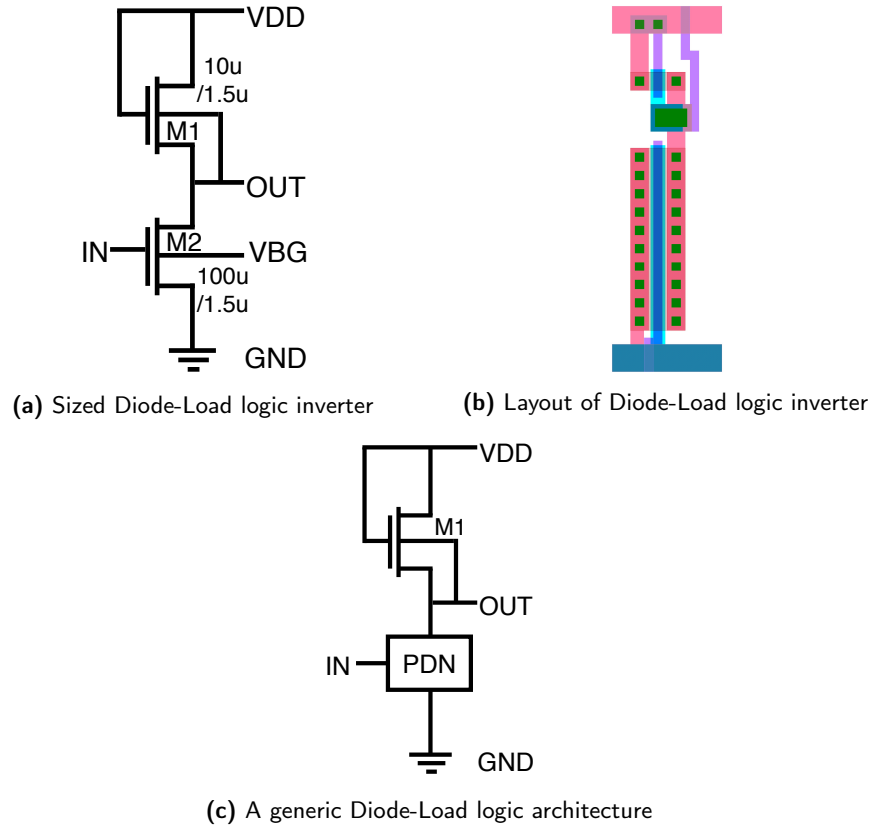 VDD
10u
/1.5u
M1
OUT
IN
M2
VBG
100u
/1.5u
GND
(a) Sized Diode-Load logic inverter
(b) Layout of Diode-Load logic inverter
VDD
M1
OUT
IN
PDN
GND
(c) A generic Diode-Load logic architecture